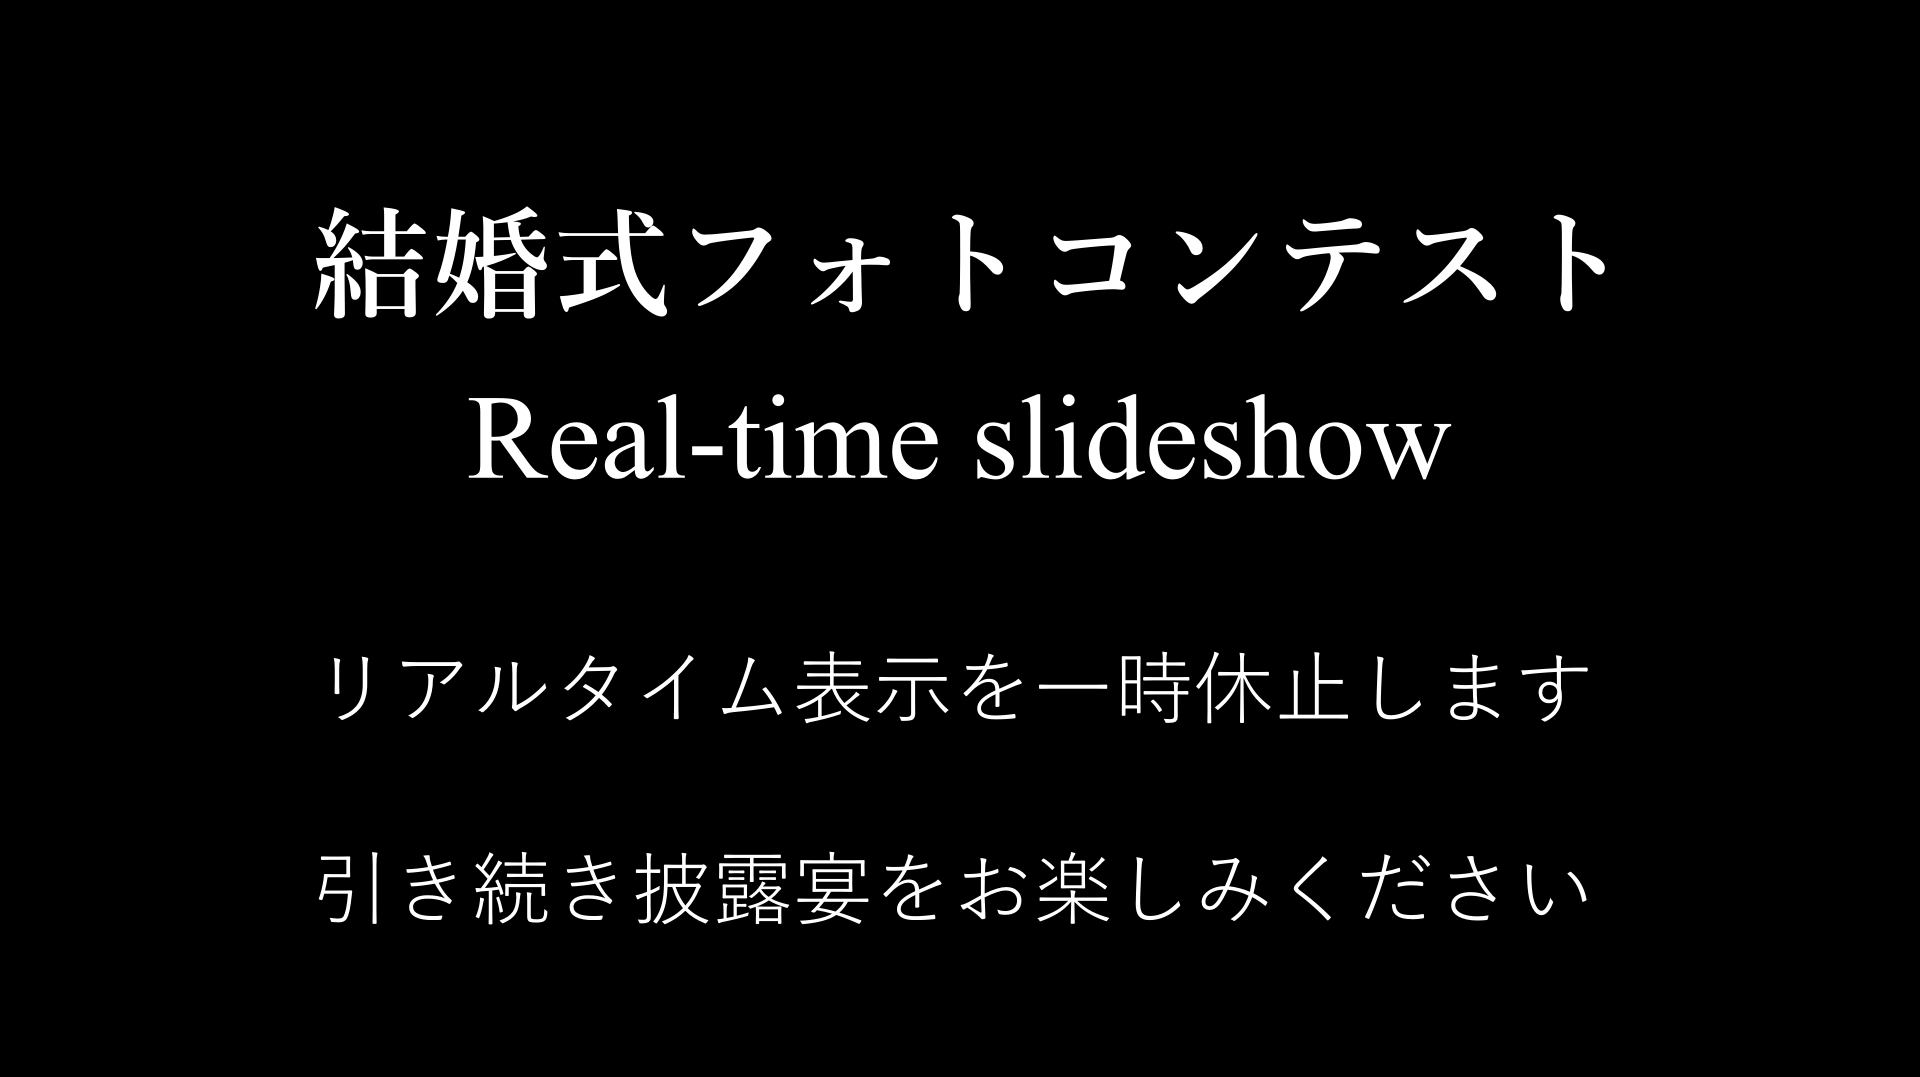 結婚式フォトコンテスト
Real-time slideshow
リアルタイム表示を一時休止します
引き続き披露宴をお楽しみください